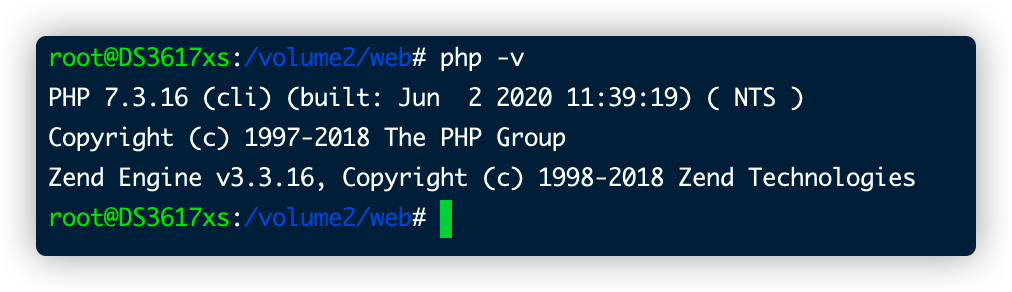 root@DS3617xs:/volume2/web# php -v
PHP 7.3.16 (cli) (built: Jun  2 2020 11:39:19) ( NTS )
Copyright (c) 1997-2018 The PHP Group
Zend Engine v3.3.16, Copyright (c) 1998-2018 Zend Technologies
root@DS3617xs:/volume2/web#